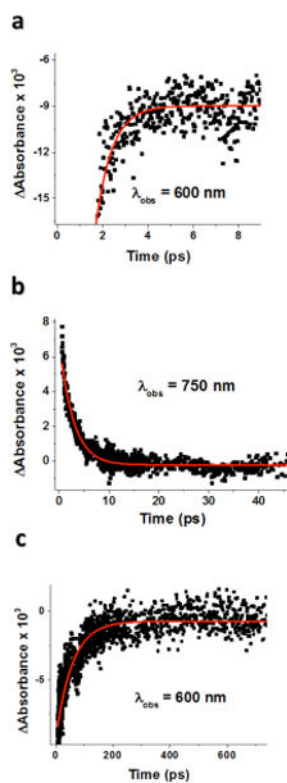 a
ΔAbsorbance x 10³
-6
-9
-12
-15
λobs = 600 nm
0 2 4 6 8
Time (ps)
b
ΔAbsorbance x 10³
8
6
4
2
0
λobs = 750 nm
0 10 20 30 40
Time (ps)
c
ΔAbsorbance x 10³
0
-5
λobs = 600 nm
0 200 400 600
Time (ps)